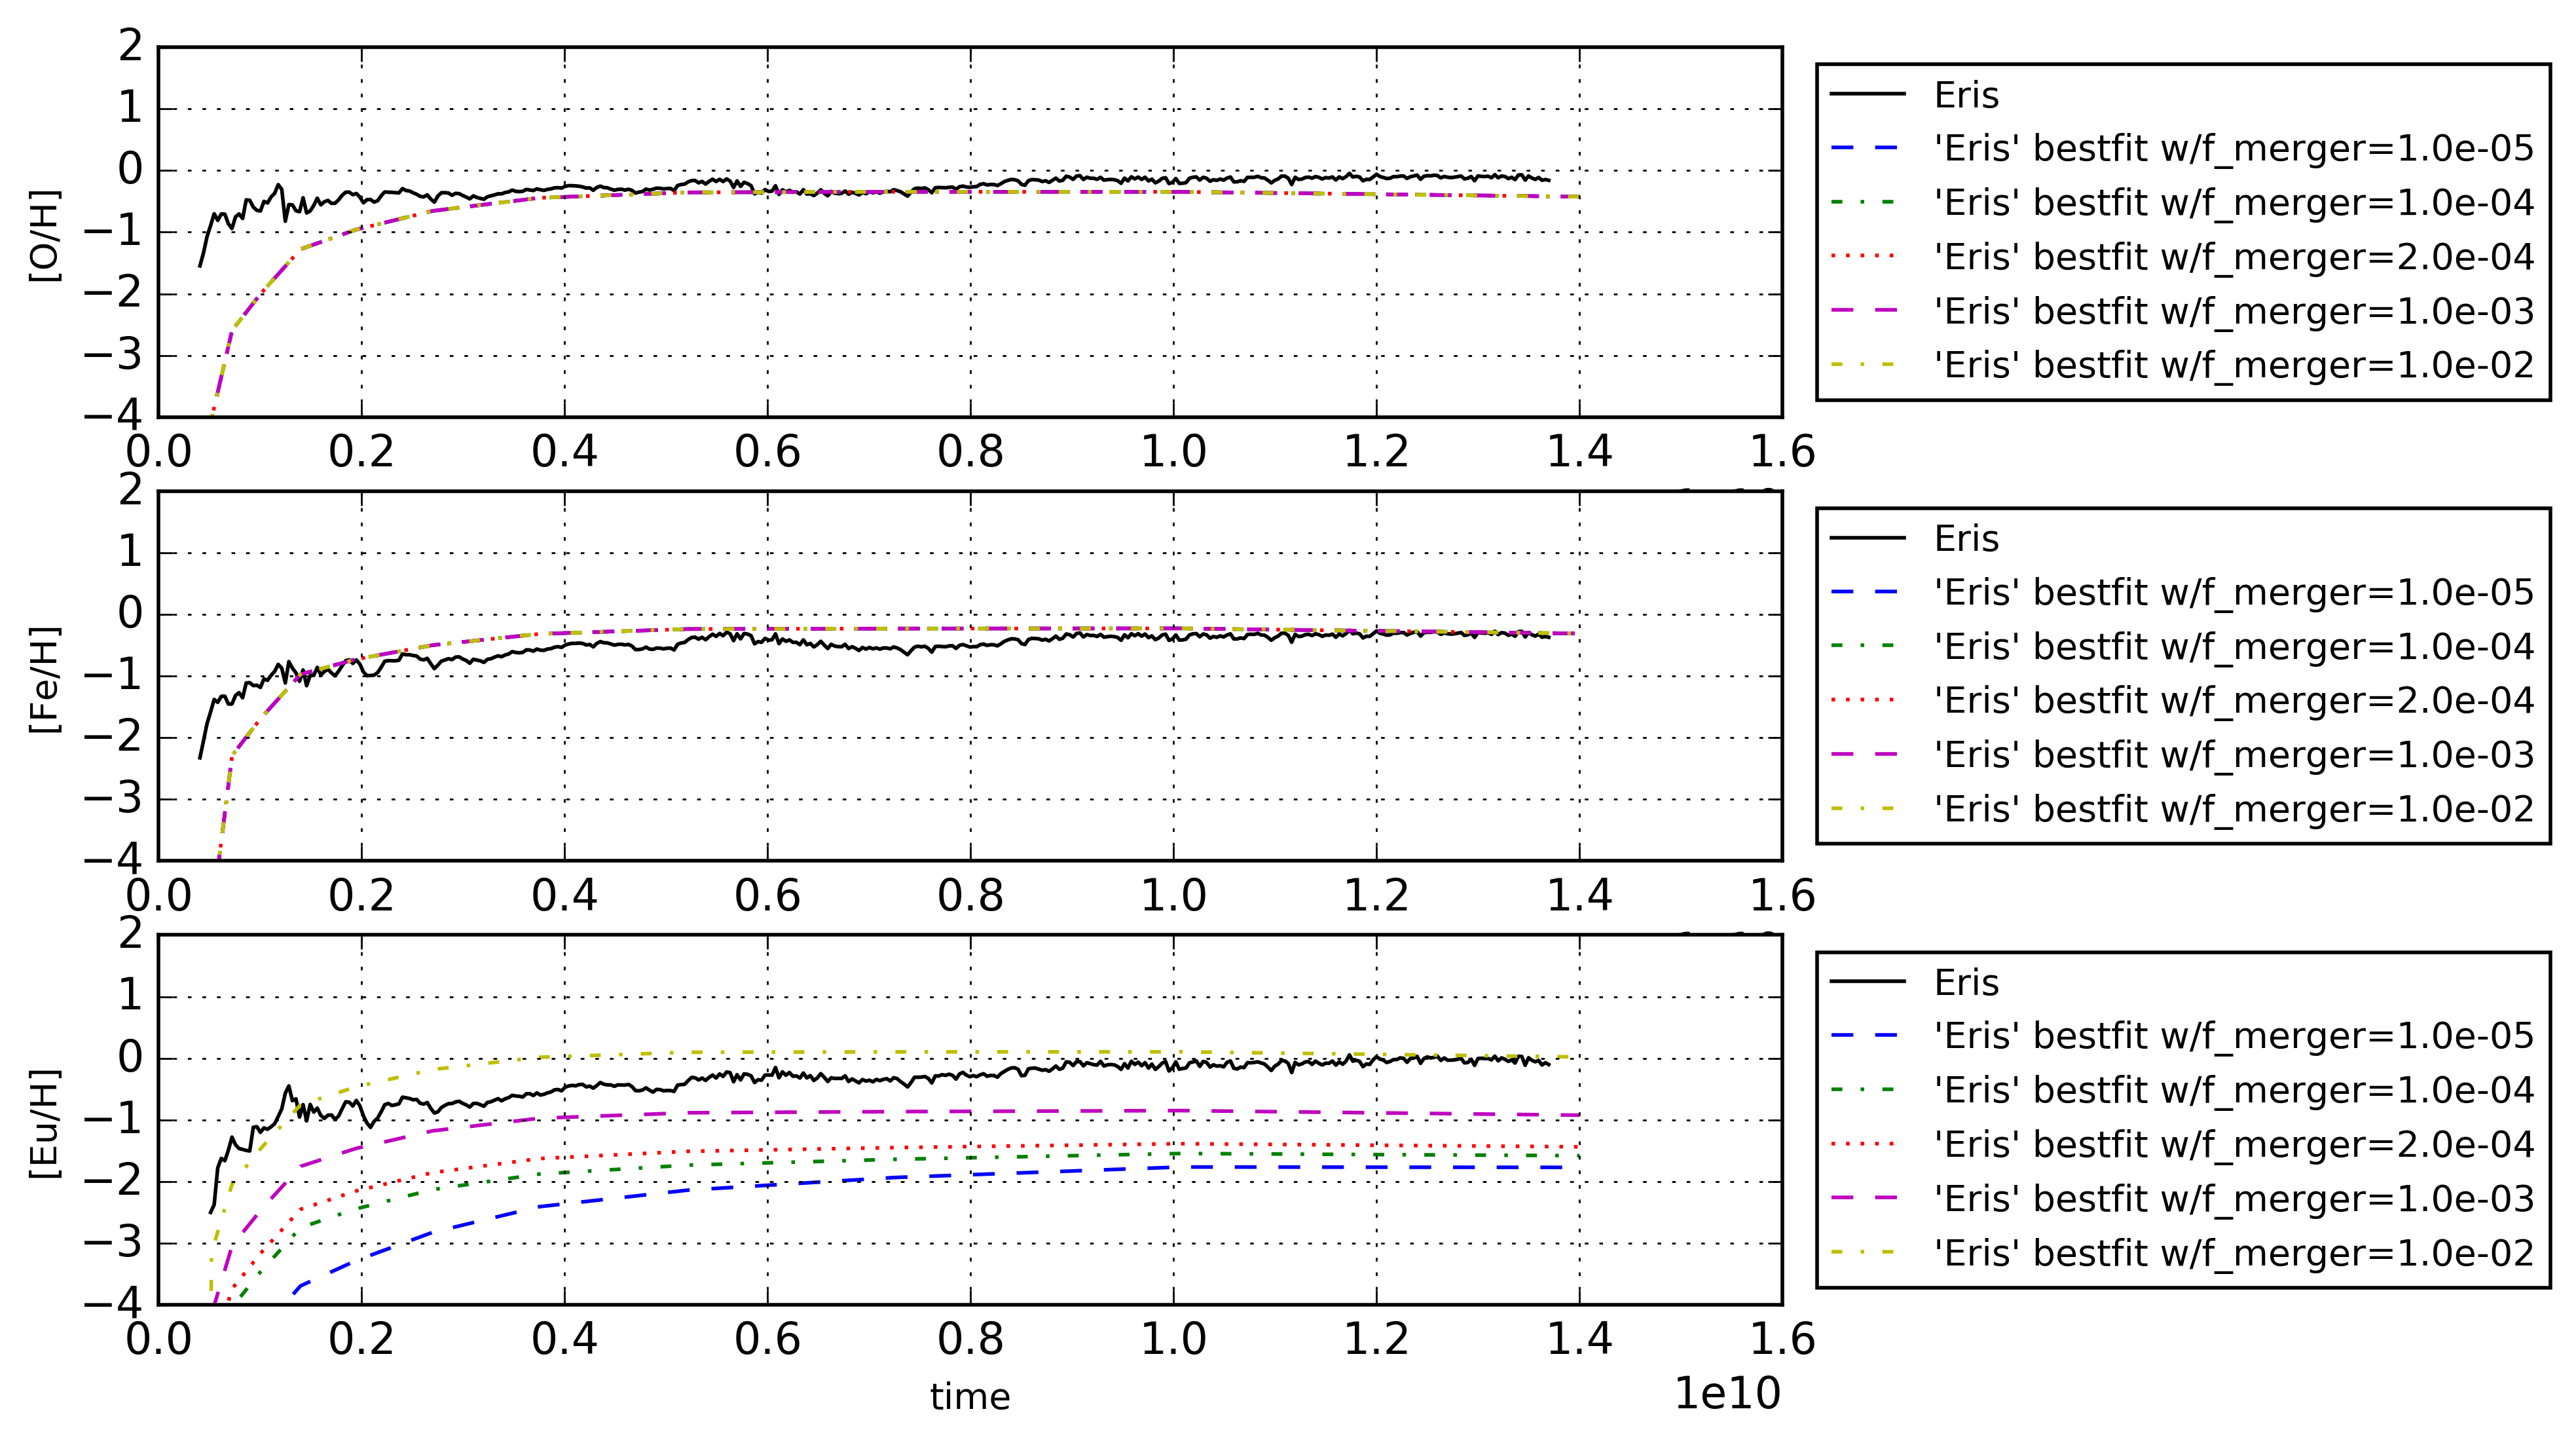 [O/H]
2
1
0
−1
−2
−3
−4
0.0 0.2 0.4 0.6 0.8 1.0 1.2 1.4 1.6
Eris
'Eris' bestfit w/f_merger=1.0e-05
'Eris' bestfit w/f_merger=1.0e-04
'Eris' bestfit w/f_merger=2.0e-04
'Eris' bestfit w/f_merger=1.0e-03
'Eris' bestfit w/f_merger=1.0e-02
[Fe/H]
2
1
0
−1
−2
−3
−4
0.0 0.2 0.4 0.6 0.8 1.0 1.2 1.4 1.6
Eris
'Eris' bestfit w/f_merger=1.0e-05
'Eris' bestfit w/f_merger=1.0e-04
'Eris' bestfit w/f_merger=2.0e-04
'Eris' bestfit w/f_merger=1.0e-03
'Eris' bestfit w/f_merger=1.0e-02
[Eu/H]
2
1
0
−1
−2
−3
−4
0.0 0.2 0.4 0.6 0.8 1.0 1.2 1.4 1.6
Eris
'Eris' bestfit w/f_merger=1.0e-05
'Eris' bestfit w/f_merger=1.0e-04
'Eris' bestfit w/f_merger=2.0e-04
'Eris' bestfit w/f_merger=1.0e-03
'Eris' bestfit w/f_merger=1.0e-02
time
1e10